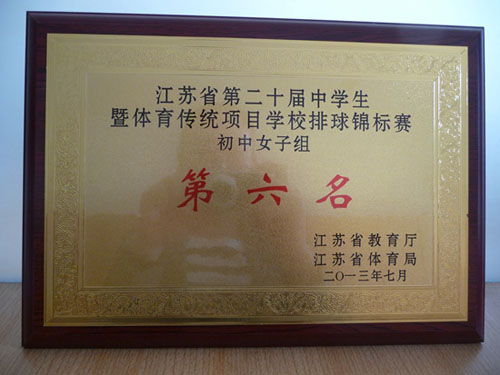 江苏省第二十届中学生
暨体育传统项目学校排球锦标赛
初中女子组
第六名
江苏省教育厅
江苏省体育局
二〇一三年七月